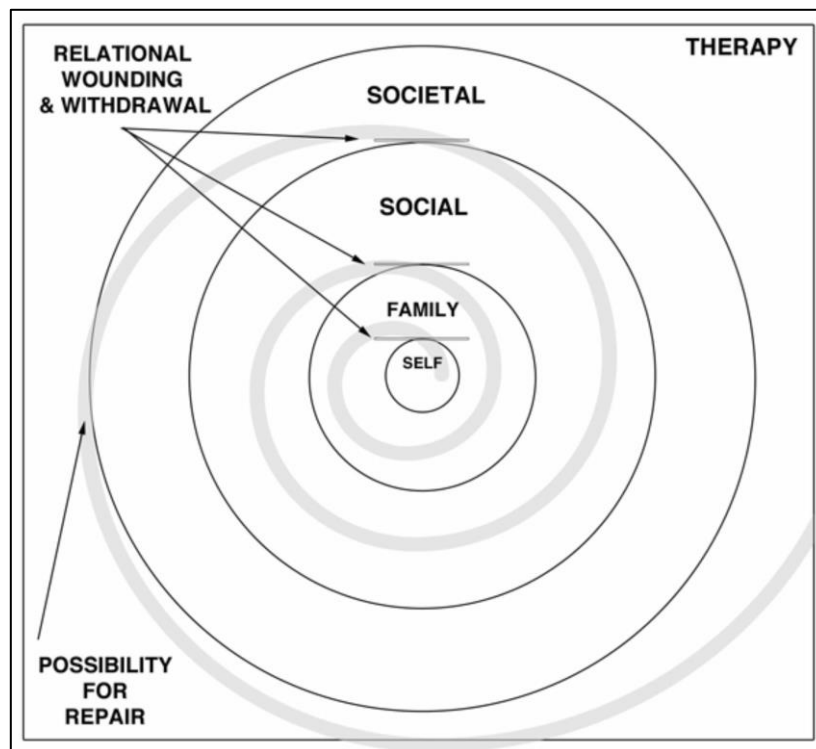 RELATIONAL
WOUNDING
& WITHDRAWAL
THERAPY
SOCIETAL
SOCIAL
FAMILY
SELF
POSSIBILITY
FOR
REPAIR